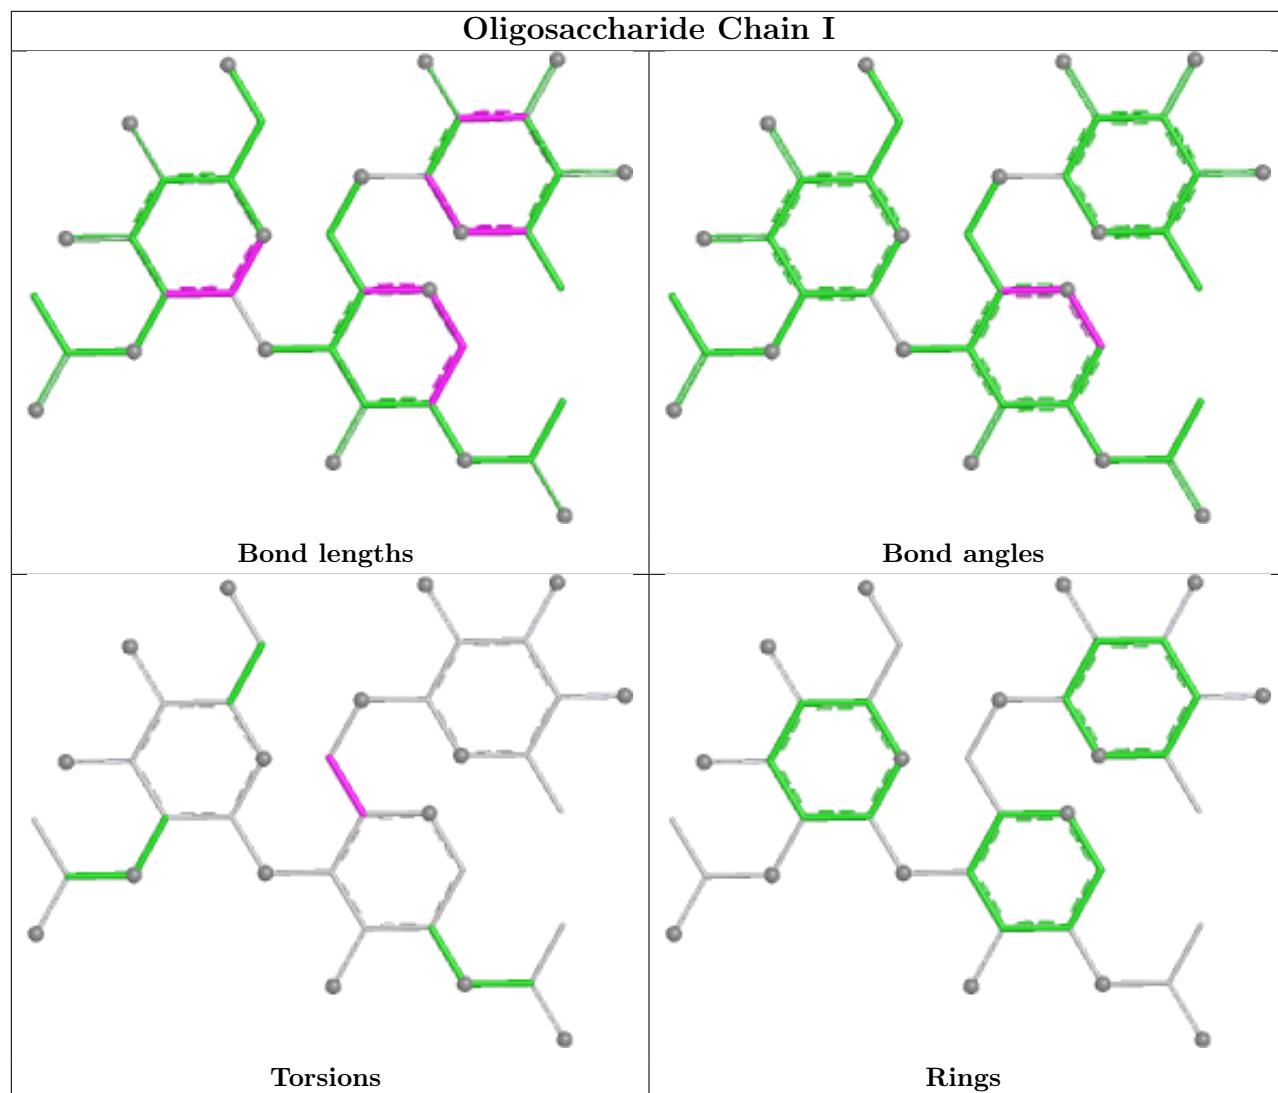 Oligosaccharide Chain I
Bond lengths
Bond angles
Torsions
Rings